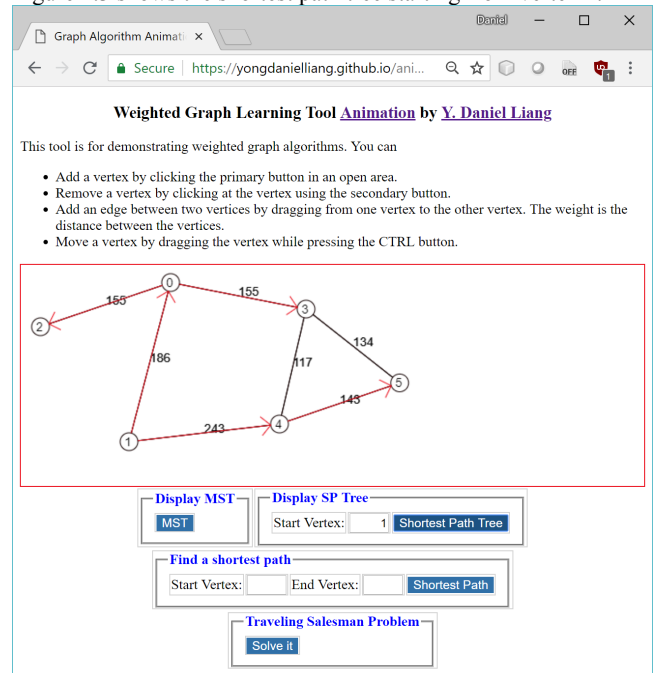 Daniel
Graph Algorithm Animati
Secure https://yongdanielliang.github.io/ani...
OFF
1
Weighted Graph Learning Tool Animation by Y. Daniel Liang
This tool is for demonstrating weighted graph algorithms. You can
• Add a vertex by clicking the primary button in an open area.
• Remove a vertex by clicking at the vertex using the secondary button.
• Add an edge between two vertices by dragging from one vertex to the other vertex. The weight is the
distance between the vertices.
• Move a vertex by dragging the vertex while pressing the CTRL button.
0
155
155
3
2
134
186
117
5
143
243
4
1
Display MST
MST
Display SP Tree
Start Vertex: 1 Shortest Path Tree
Find a shortest path
Start Vertex: End Vertex: Shortest Path
Traveling Salesman Problem
Solve it